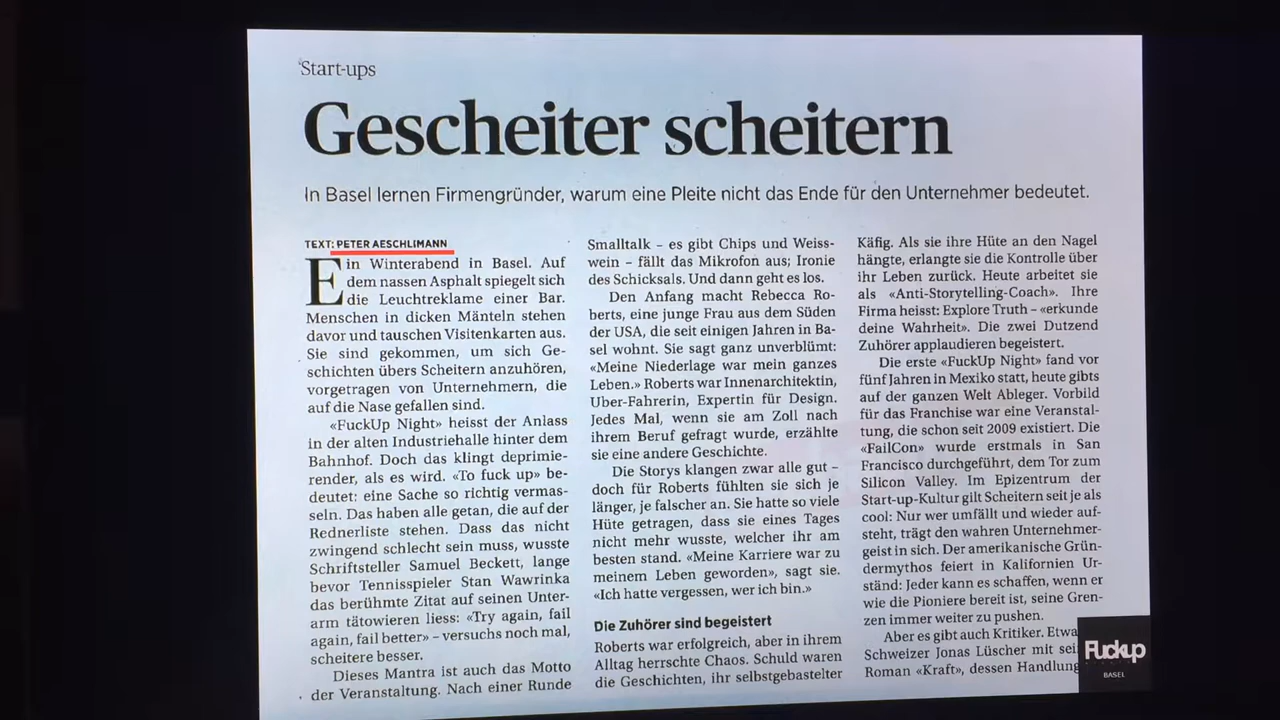 Start-ups
Gescheiter scheitern
In Basel lernen Firmengründer, warum eine Pleite nicht das Ende für den Unternehmer bedeutet.
TEXT: PETER AESCHLIMANN
Ein Winterabend in Basel. Auf
dem nassen Asphalt spiegelt sich
die Leuchtreklame einer Bar.
Menschen in dicken Mänteln stehen
davor und tauschen Visitenkarten aus.
Sie sind gekommen, um sich Ge-
schichten übers Scheitern anzuhören,
vorgetragen von Unternehmern, die
auf die Nase gefallen sind.
«FuckUp Night» heisst der Anlass
in der alten Industriehalle hinter dem
Bahnhof. Doch das klingt deprimie-
render, als es wird. «To fuck up» be-
deutet: eine Sache so richtig vermas-
seln. Das haben alle getan, die auf der
Rednerliste stehen. Dass das nicht
zwingend schlecht sein muss, wusste
Schriftsteller Samuel Beckett, lange
bevor Tennisspieler Stan Wawrinka
das berühmte Zitat auf seinen Unter-
arm tätowieren liess: «Try again, fail
again, fail better» – versuchs noch mal,
scheitere besser.
Dieses Mantra ist auch das Motto
der Veranstaltung. Nach einer Runde
Smalltalk – es gibt Chips und Weiss-
wein – fällt das Mikrofon aus; Ironie
des Schicksals. Und dann geht es los.
Den Anfang macht Rebecca Ro-
berts, eine junge Frau aus dem Süden
der USA, die seit einigen Jahren in Ba-
sel wohnt. Sie sagt ganz unverblümt:
«Meine Niederlage war mein ganzes
Leben.» Roberts war Innenarchitektin,
Uber-Fahrerin, Expertin für Design.
Jedes Mal, wenn sie am Zoll nach
ihrem Beruf gefragt wurde, erzählte
sie eine andere Geschichte.
Die Storys klangen zwar alle gut –
doch für Roberts fühlten sie sich je
länger, je falscher an. Sie hatte so viele
Hüte getragen, dass sie eines Tages
nicht mehr wusste, welcher ihr am
besten stand. «Meine Karriere war zu
meinem Leben geworden», sagt sie.
«Ich hatte vergessen, wer ich bin.»
Die Zuhörer sind begeistert
Roberts war erfolgreich, aber in ihrem
Alltag herrschte Chaos. Schuld waren
die Geschichten, ihr selbstgebastelter
Käfig. Als sie ihre Hüte an den Nagel
hängte, erlangte sie die Kontrolle über
ihr Leben zurück. Heute arbeitet sie
als «Anti-Storytelling-Coach». Ihre
Firma heisst: Explore Truth – «erkunde
deine Wahrheit». Die zwei Dutzend
Zuhörer applaudieren begeistert.
Die erste «FuckUp Night» fand vor
fünf Jahren in Mexiko statt, heute gibts
auf der ganzen Welt Ableger. Vorbild
für das Franchise war eine Veranstal-
tung, die schon seit 2009 existiert. Die
«FailCon» wurde erstmals in San
Francisco durchgeführt, dem Tor zum
Silicon Valley. Im Epizentrum der
Start-up-Kultur gilt Scheitern seit je als
cool: Nur wer umfällt und wieder auf-
steht, trägt den wahren Unternehmer-
geist in sich. Der amerikanische Grün-
dermythos feiert in Kalifornien Ur-
ständ: Jeder kann es schaffen, wenn er
wie die Pioniere bereit ist, seine Gren-
zen immer weiter zu pushen.
Aber es gibt auch Kritiker. Etwa
Schweizer Jonas Lüscher mit sei
Roman «Kraft», dessen Handlung
Fuckup
BASEL